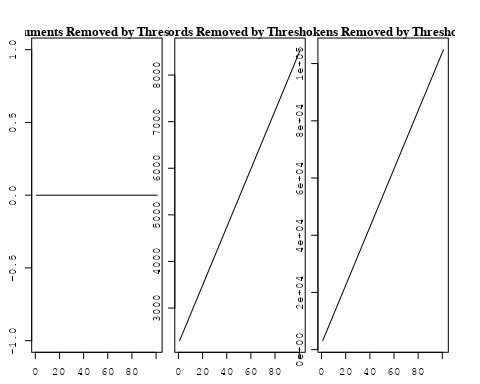 uments Removed by Thres
ords Removed by Thresho
kens Removed by Thresho
1.0
0.5
0.0
−0.5
−1.0
0 20 40 60 80
8000
7000
6000
5000
4000
3000
0 20 40 60 80
1e+05
8e+04
6e+04
4e+04
2e+04
0e+00
0 20 40 60 80